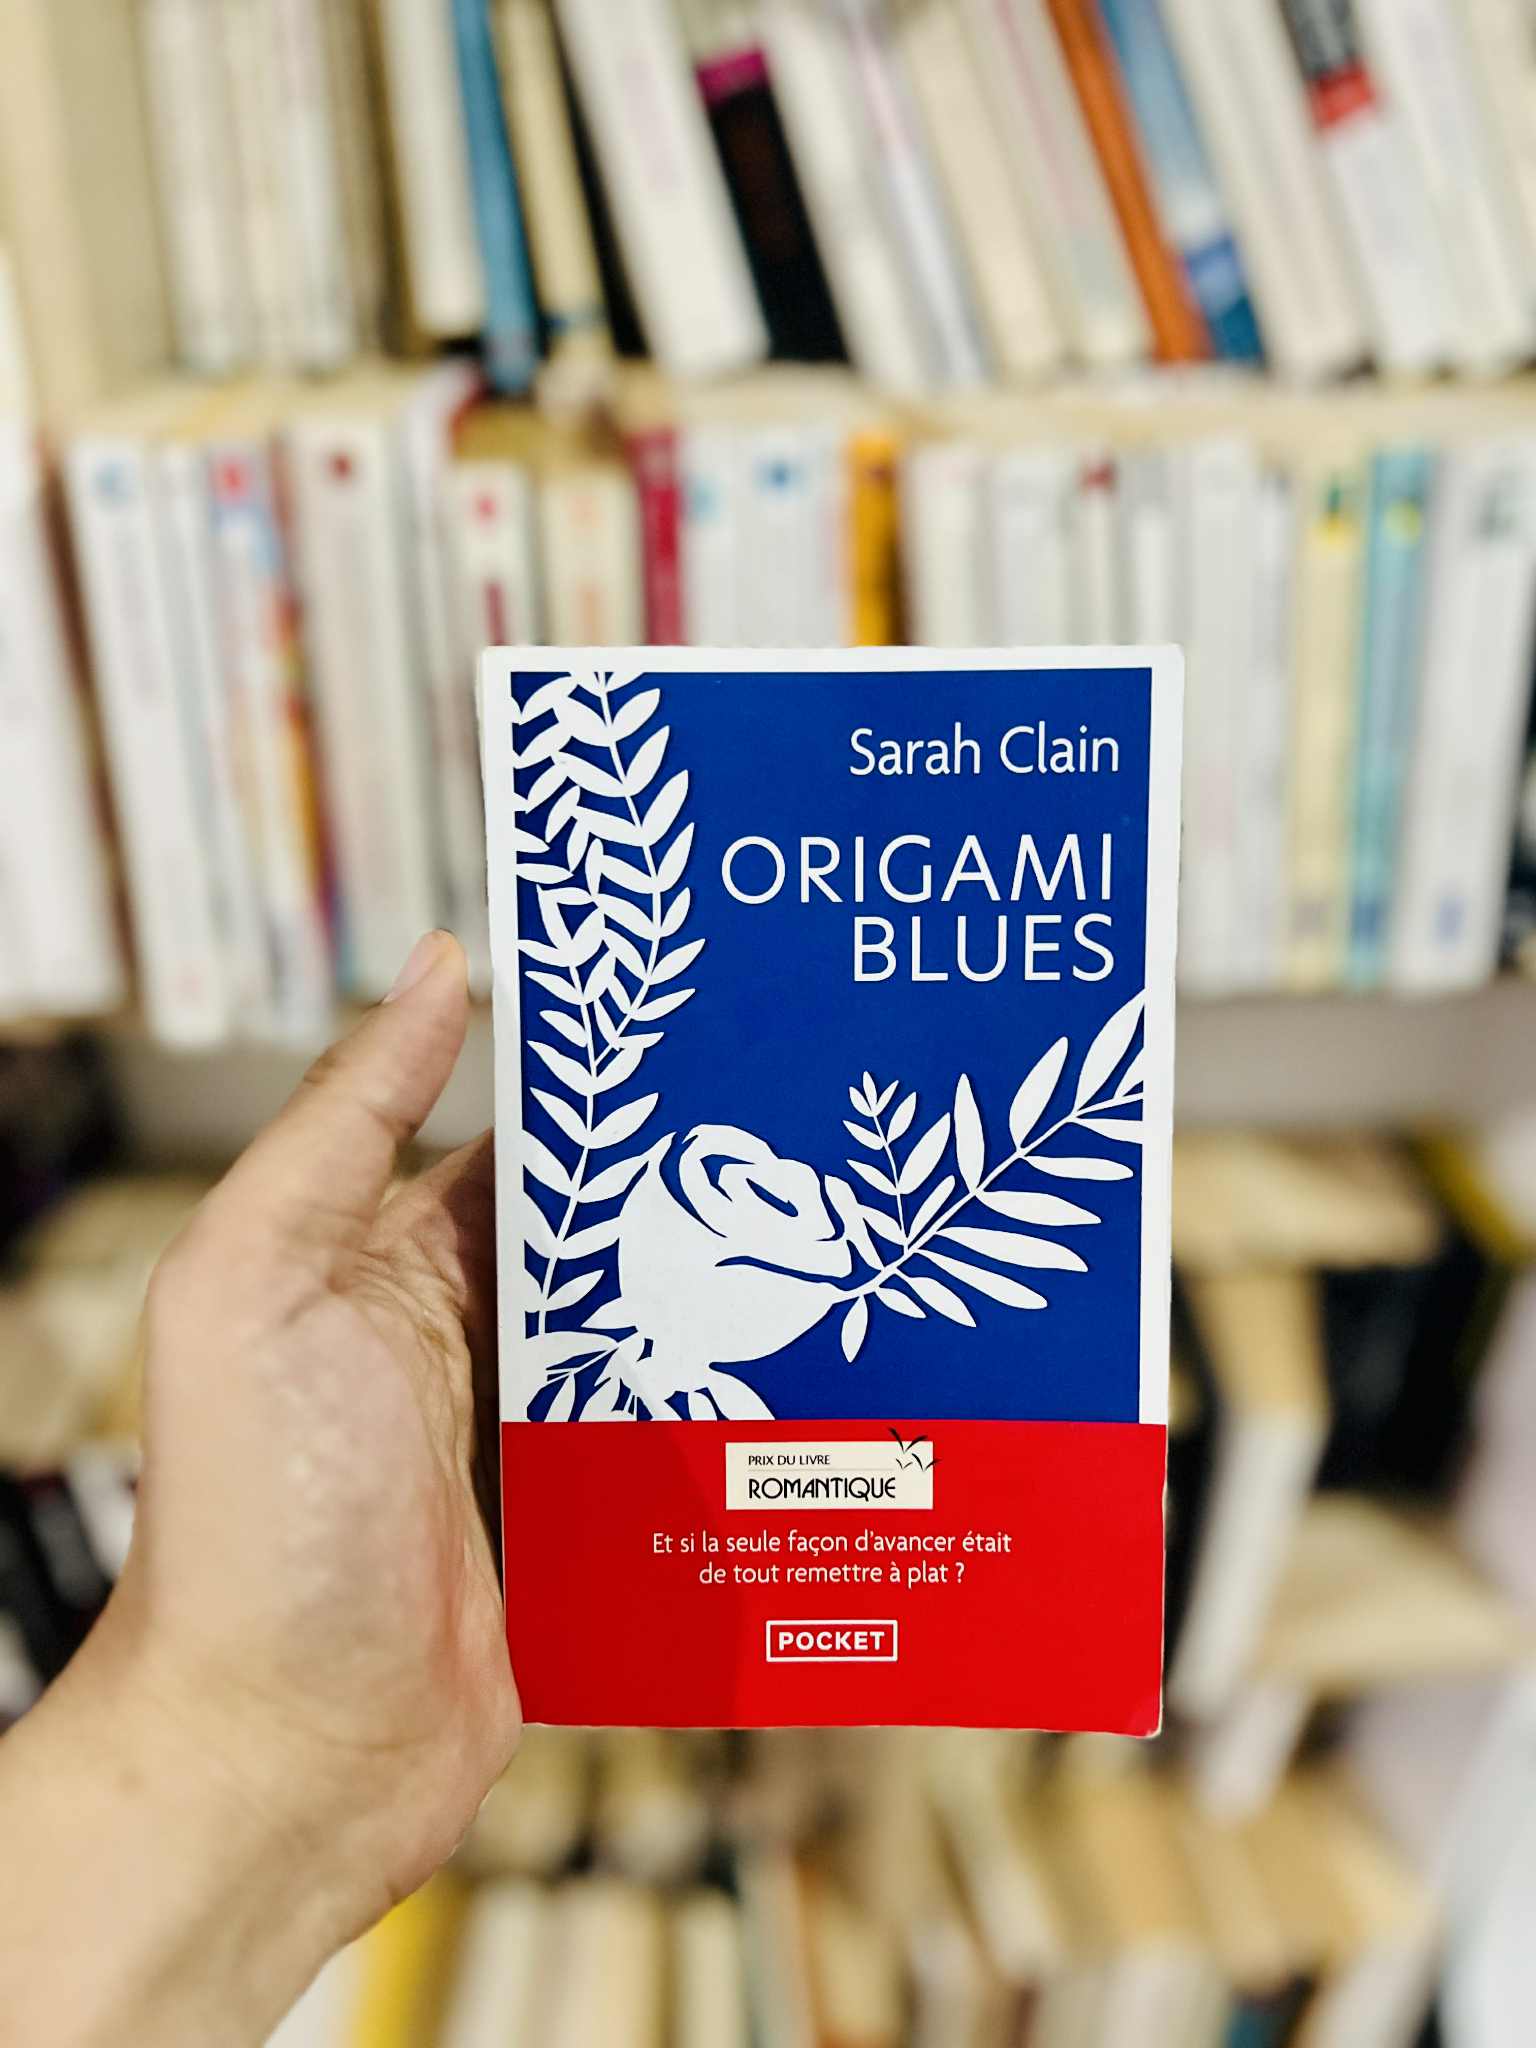 Sarah Clain
ORIGAMI
BLUES
PRIX DU LIVRE
ROMANTIQUE
Et si la seule façon d'avancer était
de tout remettre à plat ?
POCKET